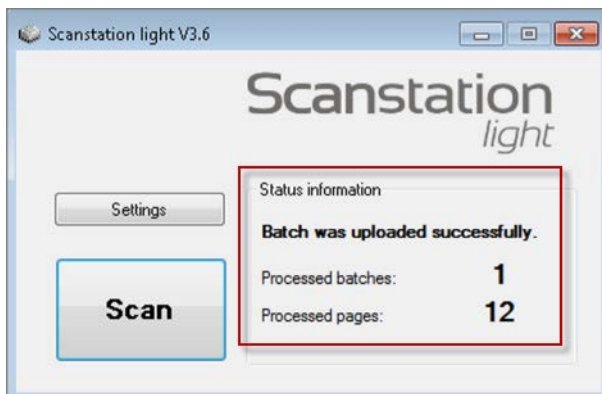 Scanstation light V3.6
Scanstation
light
Settings
Scan
Status information
Batch was uploaded successfully.
Processed batches: 1
Processed pages: 12